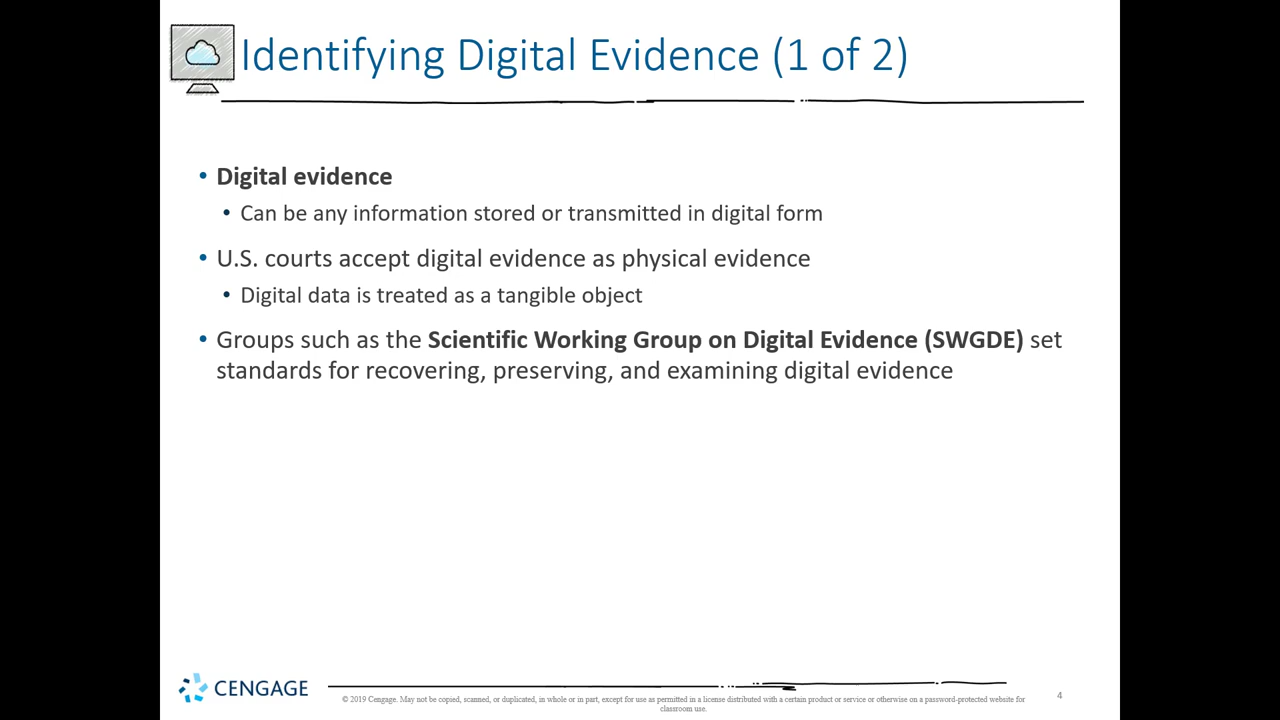 Identifying Digital Evidence (1 of 2)
• Digital evidence
• Can be any information stored or transmitted in digital form
• U.S. courts accept digital evidence as physical evidence
• Digital data is treated as a tangible object
• Groups such as the Scientific Working Group on Digital Evidence (SWGDE) set
standards for recovering, preserving, and examining digital evidence
CENGAGE
© 2019 Cengage. May not be copied, scanned, or duplicated, in whole or in part, except for use as permitted in a license distributed with a certain product or service or otherwise on a password-protected website for
classroom use.
4